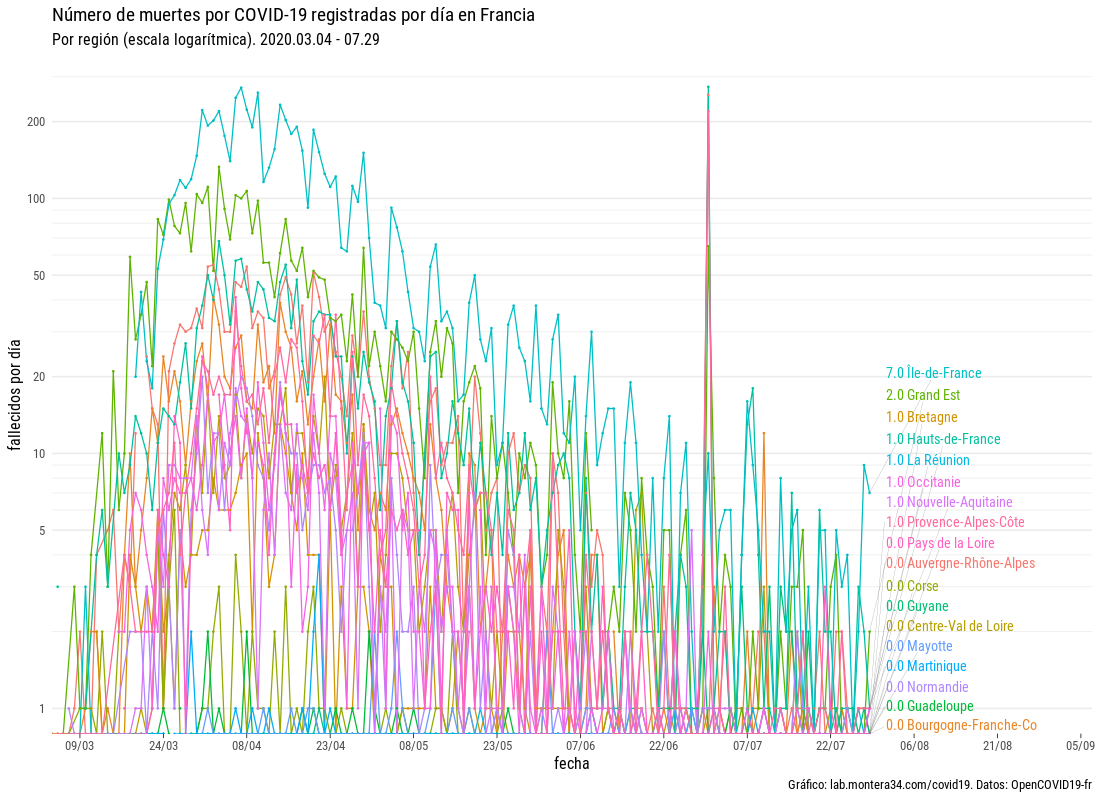 Número de muertes por COVID-19 registradas por día en Francia
Por región (escala logarítmica). 2020.03.04 - 07.29
fallecidos por día
200
100
50
20
10
5
1
7.0 Île-de-France
2.0 Grand Est
1.0 Bretagne
1.0 Hauts-de-France
1.0 La Réunion
1.0 Occitanie
1.0 Nouvelle-Aquitaine
1.0 Provence-Alpes-Côte
0.0 Pays de la Loire
0.0 Auvergne-Rhône-Alpes
0.0 Corse
0.0 Guyane
0.0 Centre-Val de Loire
0.0 Mayotte
0.0 Martinique
0.0 Normandie
0.0 Guadeloupe
0.0 Bourgogne-Franche-Co
09/03 24/03 08/04 23/04 08/05 23/05 07/06 22/06 07/07 22/07 06/08 21/08 05/09
fecha
Gráfico: lab.montera34.com/covid19. Datos: OpenCOVID19-fr